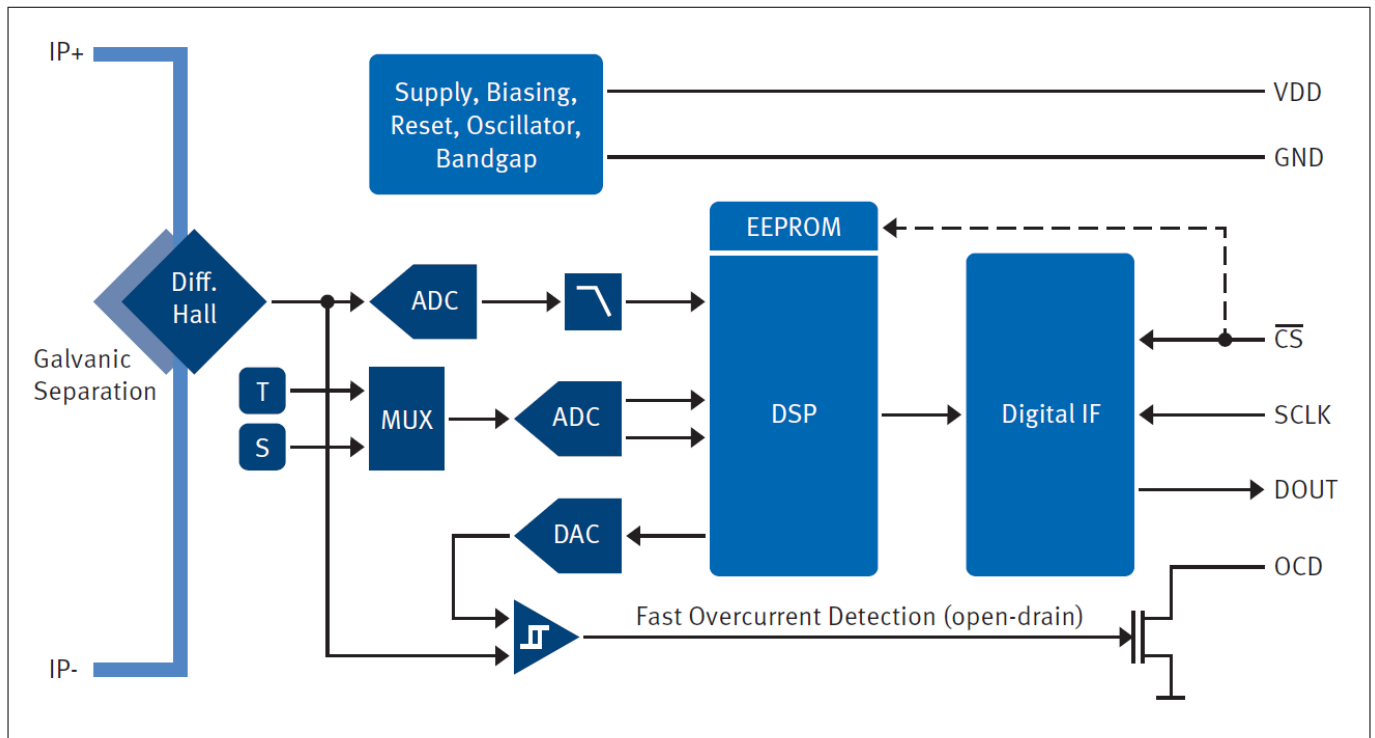 IP+
Supply, Biasing,
Reset, Oscillator,
Bandgap
VDD
GND
EEPROM
Diff.
Hall
ADC
Galvanic
Separation
C̅S̅
T
S
MUX
ADC
DSP
Digital IF
SCLK
DOUT
DAC
OCD
Fast Overcurrent Detection (open-drain)
IP-